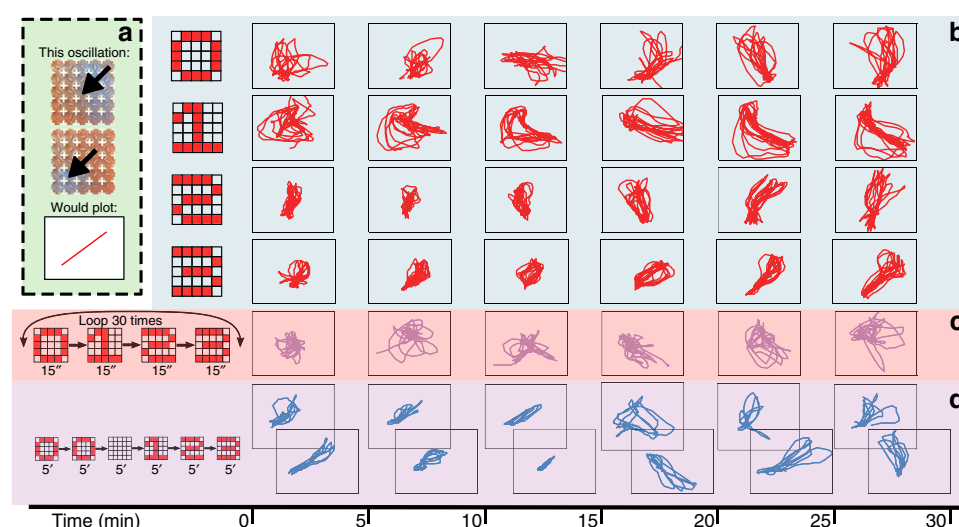 a
This oscillation:
Would plot:
b
Loop 30 times
15″ 15″ 15″ 15″
d
5′ 5′ 5′ 5′ 5′ 5′
Time (min) 0 5 10 15 20 25 30